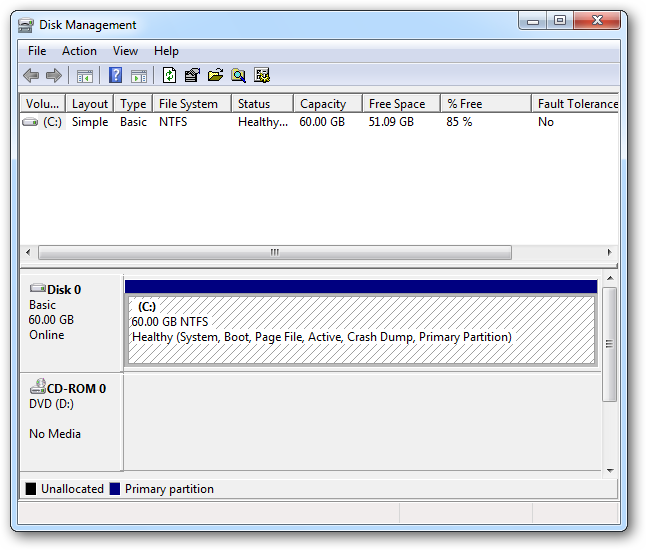 Disk Management
File Action View Help
Volu... Layout Type File System Status Capacity Free Space % Free Fault Tolerance
(C:) Simple Basic NTFS Healthy... 60.00 GB 51.09 GB 85 % No
Disk 0
Basic
60.00 GB
Online
(C:)
60.00 GB NTFS
Healthy (System, Boot, Page File, Active, Crash Dump, Primary Partition)
CD-ROM 0
DVD (D:)
No Media
Unallocated Primary partition